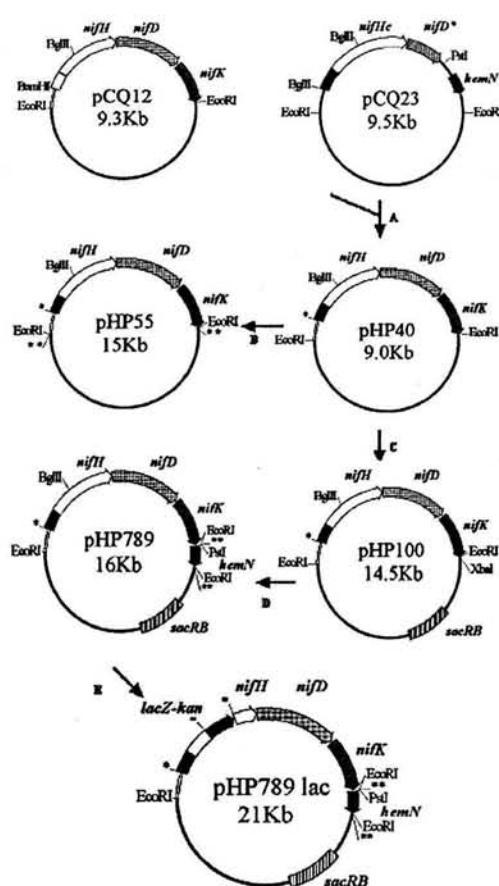 nifH nifD
BglII
nifK
BamHI
EcoRI
EcoRI
pCQ12
9.3Kb
nifHc nifD*
BglII
PstI
hemN
BglII
EcoRI
EcoRI
pCQ23
9.5Kb
A
nifH nifD
BglII
nifK
*
EcoRI
**
EcoRI
**
pHP55
15Kb
B
nifH nifD
BglII
nifK
*
EcoRI
EcoRI
pHP40
9.0Kb
C
nifH nifD
BglII
nifK
*
EcoRI
EcoRI
**
PstI
hemN
EcoRI
**
pHP789
16Kb
sacRB
D
nifH nifD
BglII
nifK
*
EcoRI
EcoRI
XbaI
pHP100
14.5Kb
sacRB
E
lacZ-kan
nifH nifD
nifK
*
EcoRI
EcoRI
**
PstI
hemN
EcoRI
**
pHP789 lac
21Kb
sacRB